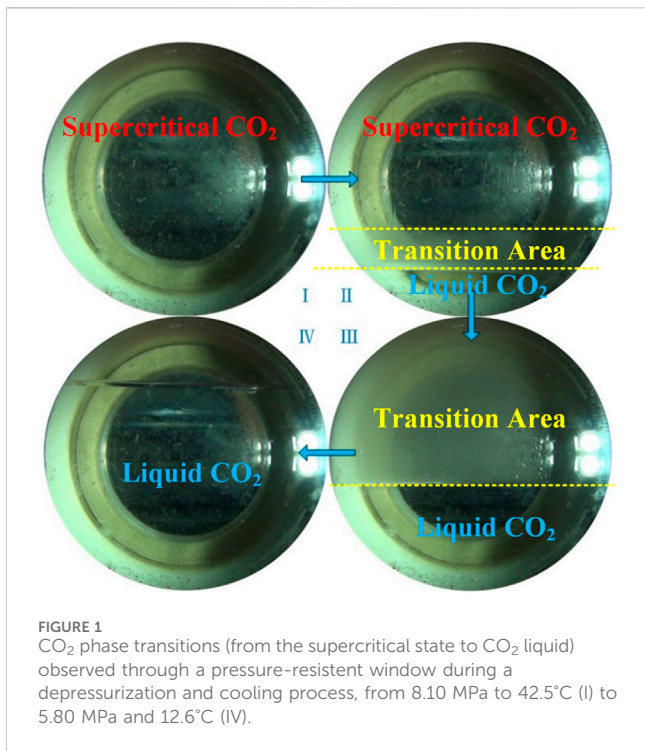 Supercritical CO₂
Supercritical CO₂
Transition Area
Liquid CO₂
I II
IV III
Transition Area
Liquid CO₂
Liquid CO₂
FIGURE 1
CO₂ phase transitions (from the supercritical state to CO₂ liquid)
observed through a pressure-resistent window during a
depressurization and cooling process, from 8.10 MPa to 42.5°C (I) to
5.80 MPa and 12.6°C (IV).